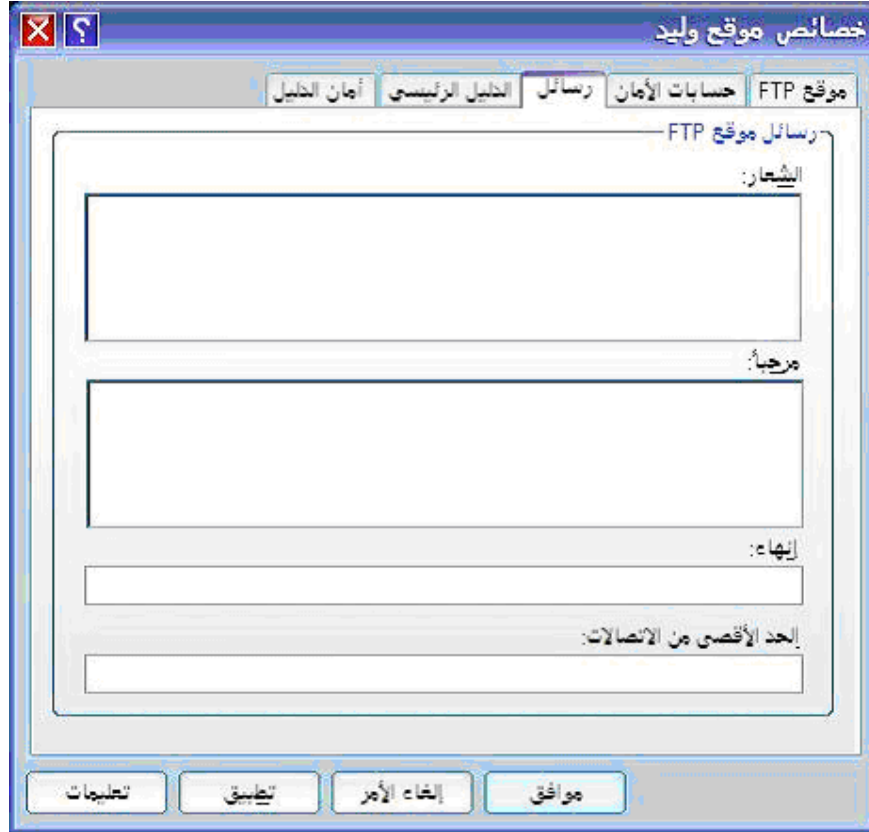 خصائص موقع وليد
موقع FTP حسابات الأمان رسائل الدليل الرئيسي أمان الدليل
رسائل موقع FTP
الشعار:
مرحباً:
إنهاء:
الحد الأقصى من الاتصالات:
موافق إلغاء الأمر تطبيق تعليمات